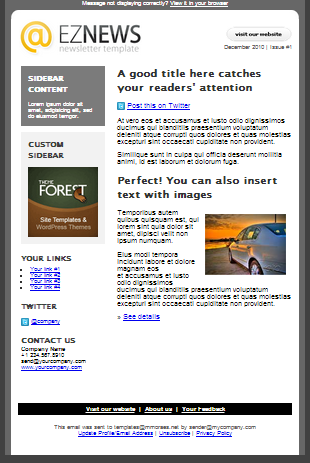 Message not displaying correctly? View it in your browser
@ EZNEWS
newsletter template
visit our website
December 2010 | Issue #1
SIDEBAR
CONTENT
Lorem ipsum dolor sit
amet, adipisicing elit, sed
do eiusmod tempor.
CUSTOM
SIDEBAR
THEME
FOREST
Site Templates &
WordPress Themes
YOUR LINKS
Your link #1
Your link #2
Your link #3
Your link #4
TWITTER
@company
CONTACT US
Company Name
+1 234.567.8910
send@yourcompany.com
www.yourcompany.com
A good title here catches
your readers' attention
Post this on Twitter
At vero eos et accusamus et iusto odio dignissimos
ducimus qui blanditiis praesentium voluptatum
deleniti atque corrupti quos dolores et quas molestias
excepturi sint occaecati cupiditate non provident.
Similique sunt in culpa qui officia deserunt mollitia
animi, id est laborum et dolorum fuga.
Perfect! You can also insert
text with images
Temporibus autem
quibus quisquam est, qui
lorem sint quia dolor sit
amet, dipisci velit non
ipsum numquam.
Eius modi tempora
incidunt labore et dolore
magnam eos
et accusamus et iusto
odio dignissimos
ducimus qui blanditiis praesentium voluptatum
deleniti atque corrupti quos dolores et quas molestias
excepturi sint occaecati cupiditate non provident.
» See details
Visit our website | About us | Your Feedback
This email was sent to templates@mmoraes.net by sender@mycompany.com
Update Profile/Email Address | Unsubscribe | Privacy Policy